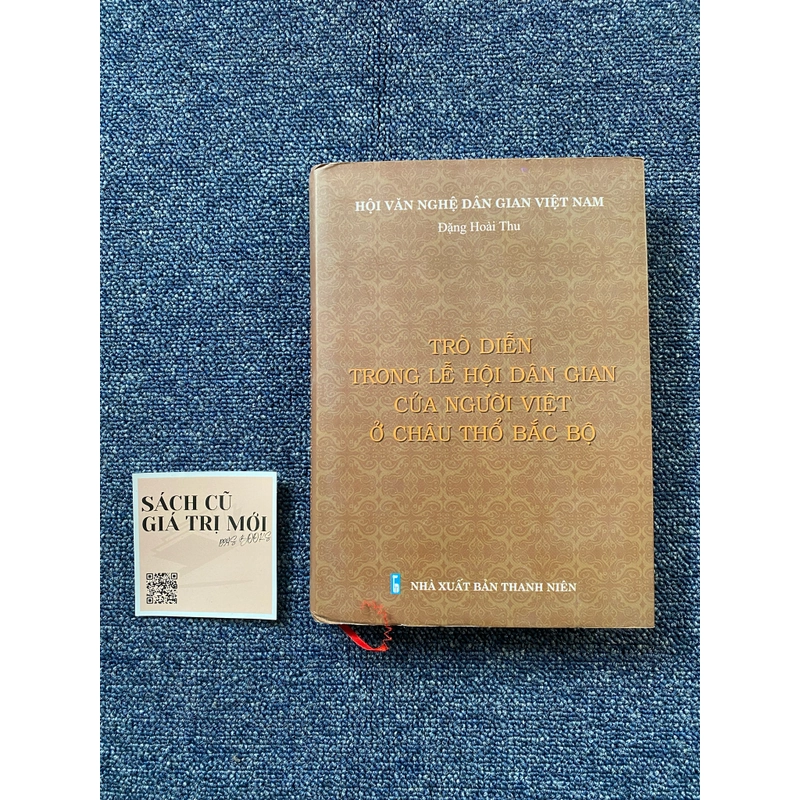 HỘI VĂN NGHỆ DÂN GIAN VIỆT NAM
Đặng Hoài Thu
TRÒ DIỄN
TRONG LỄ HỘI DÂN GIAN
CỦA NGƯỜI VIỆT
Ở CHÂU THỔ BẮC BỘ
NHÀ XUẤT BẢN THANH NIÊN
SÁCH CŨ
GIÁ TRỊ MỚI